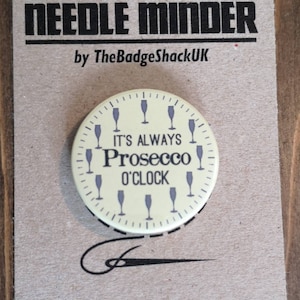 NEEDLE MINDER
by TheBadgeShackUK
IT'S ALWAYS
Prosecco
O'CLOCK